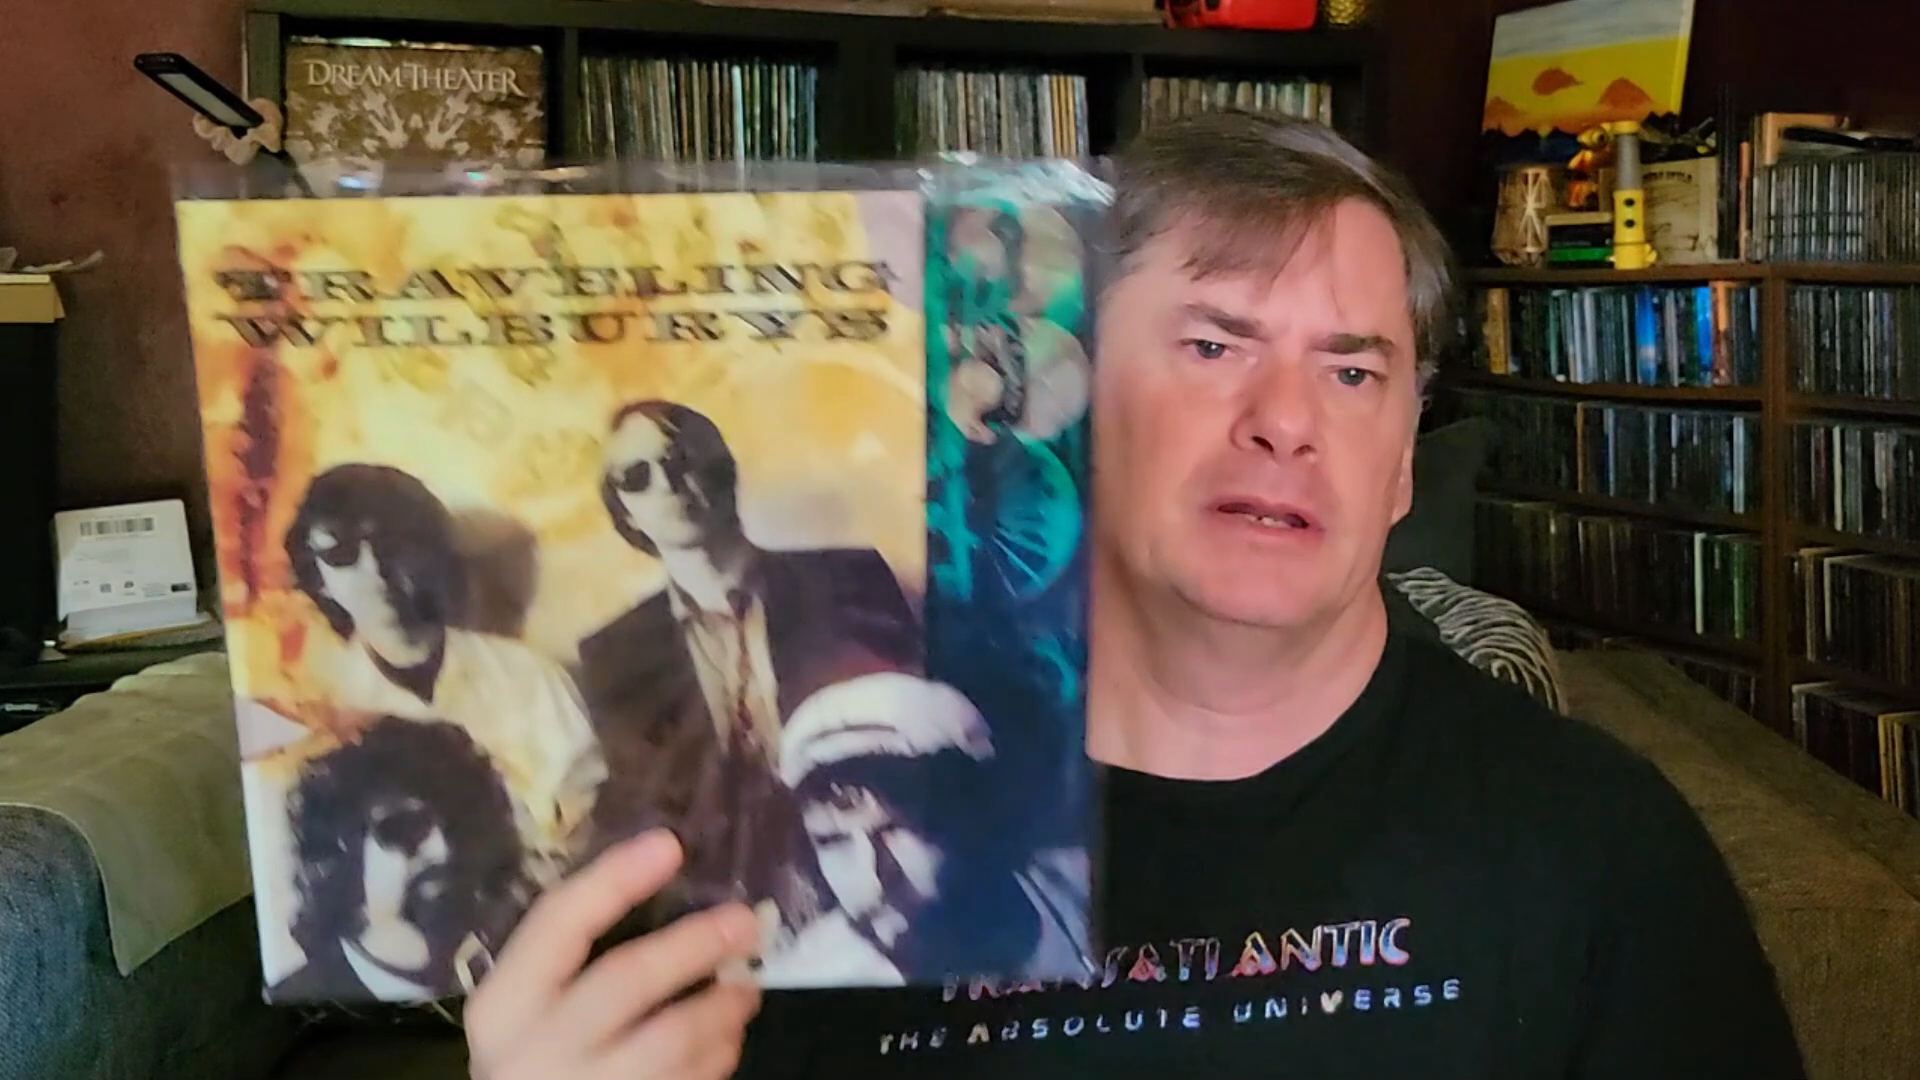 DREAM THEATER
TRAVELING
WILBURYS
TRANSATLANTIC
THE ABSOLUTE UNIVERSE